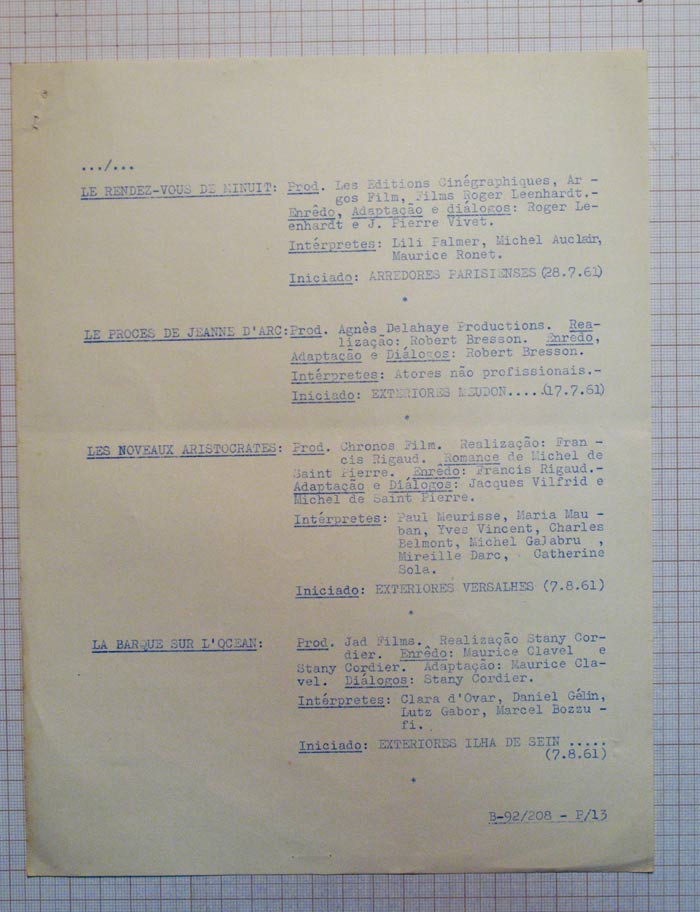 .../...
LE RENDEZ-VOUS DE MINUIT: Prod. Les Editions Cinégraphiques, Ar -
gos Film, Films Roger Leenhardt.-
Enrêdo, Adaptação e diálogos: Roger Le-
enhardt e J. Pierre Vivet.
Intérpretes: Lili Palmer, Michel Auclair,
Maurice Ronet.
Iniciado: ARREDORES PARISIENSES (28.7.61)
*
LE PROCES DE JEANNE D'ARC: Prod. Agnès Delahaye Productions. Rea-
lização: Robert Bresson. Enrêdo,
Adaptação e Diálogos: Robert Bresson.
Intérpretes: Atores não profissionais.-
Iniciado: EXTERIORES MEUDON.....(17.7.61)
*
LES NOVEAUX ARISTOCRATES: Prod. Chronos Film. Realização: Fran -
cis Rigaud. Romance de Michel de
Saint Pierre. Enrêdo: Francis Rigaud.-
Adaptação e Diálogos: Jacques Vilfrid e
Michel de Saint Pierre.
Intérpretes: Paul Meurisse, Maria Mau -
ban, Yves Vincent, Charles
Belmont, Michel Galabru ,
Mireille Darc, Catherine
Sola.
Iniciado: EXTERIORES VERSALHES (7.8.61)
*
LA BARQUE SUR L'OCEAN: Prod. Jad Films. Realização Stany Cor-
dier. Enrêdo: Maurice Clavel e
Stany Cordier. Adaptação: Maurice Cla-
vel. Diálogos: Stany Cordier.
Intérpretes: Clara d'Ovar, Daniel Gélin,
Lutz Gabor, Marcel Bozzu -
fi.
Iniciado: EXTERIORES ILHA DE SEIN .....
(7.8.61)
*
B-92/208 - P/13